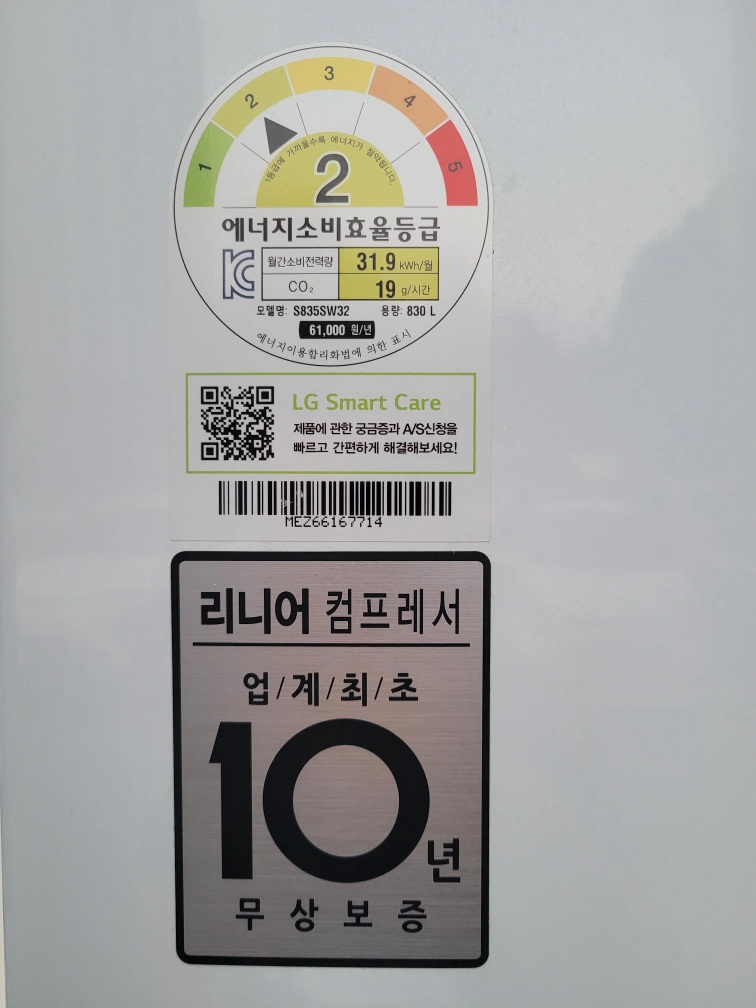 1 2 3 4 5
1등급에 가까울수록 에너지가 절약됩니다.
2
에너지소비효율등급
월간소비전력량 31.9 kWh/월
CO₂ 19 g/시간
모델명: S835SW32 용량: 830 L
61,000 원/년
에너지이용합리화법에 의한 표시
LG Smart Care
제품에 관한 궁금증과 A/S신청을
빠르고 간편하게 해결해보세요!
MEZ66167714
리니어 컴프레서
업/계/최/초
10년
무상보증